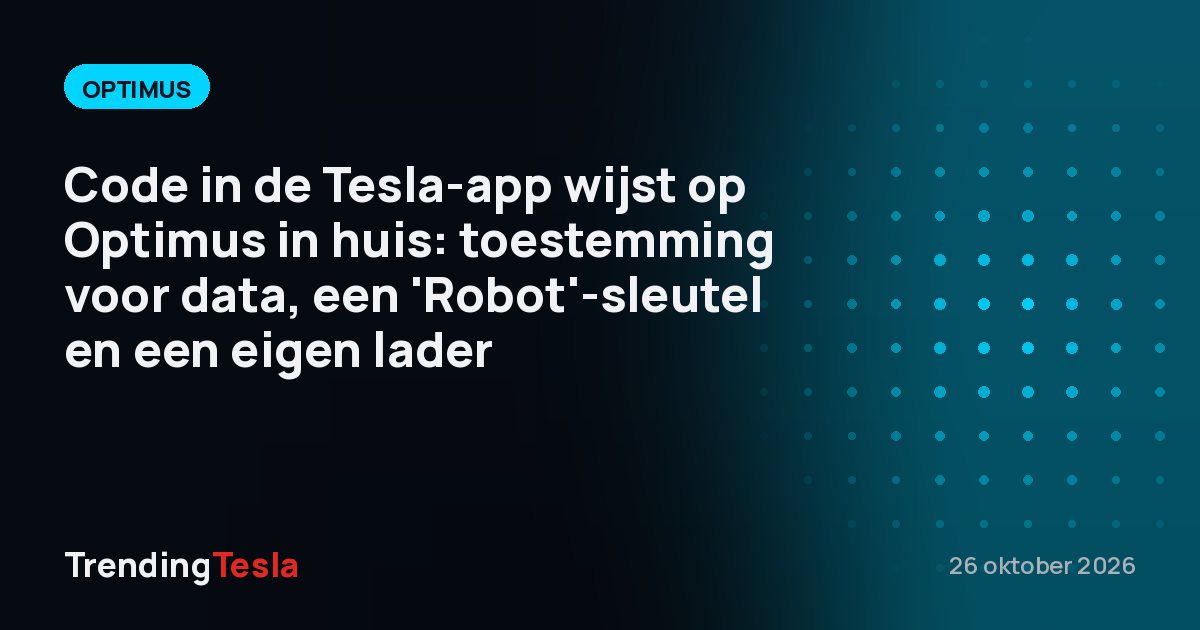 OPTIMUS
Code in de Tesla-app wijst op
Optimus in huis: toestemming
voor data, een 'Robot'-sleutel
en een eigen lader
TrendingTesla
26 oktober 2026